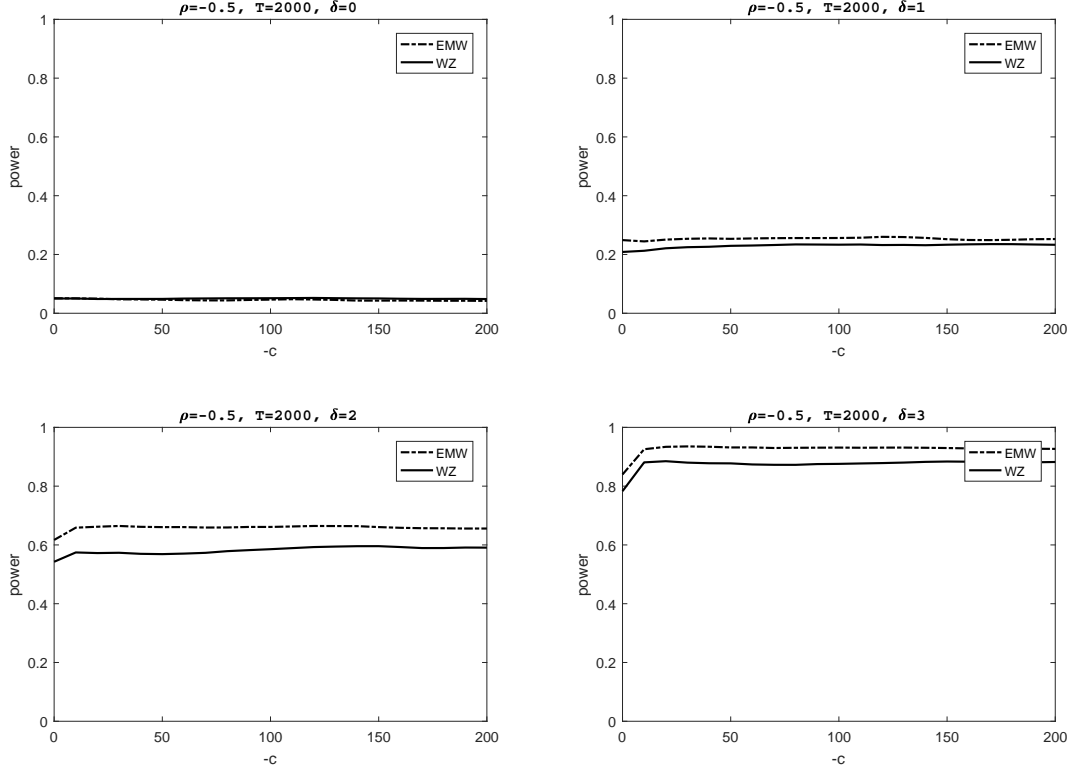 ρ=-0.5, T=2000, δ=0
1
0.8
0.6
0.4
0.2
0
power
0 50 100 150 200
-c
EMW
WZ
ρ=-0.5, T=2000, δ=1
1
0.8
0.6
0.4
0.2
0
power
0 50 100 150 200
-c
EMW
WZ
ρ=-0.5, T=2000, δ=2
1
0.8
0.6
0.4
0.2
0
power
0 50 100 150 200
-c
EMW
WZ
ρ=-0.5, T=2000, δ=3
1
0.8
0.6
0.4
0.2
0
power
0 50 100 150 200
-c
EMW
WZ